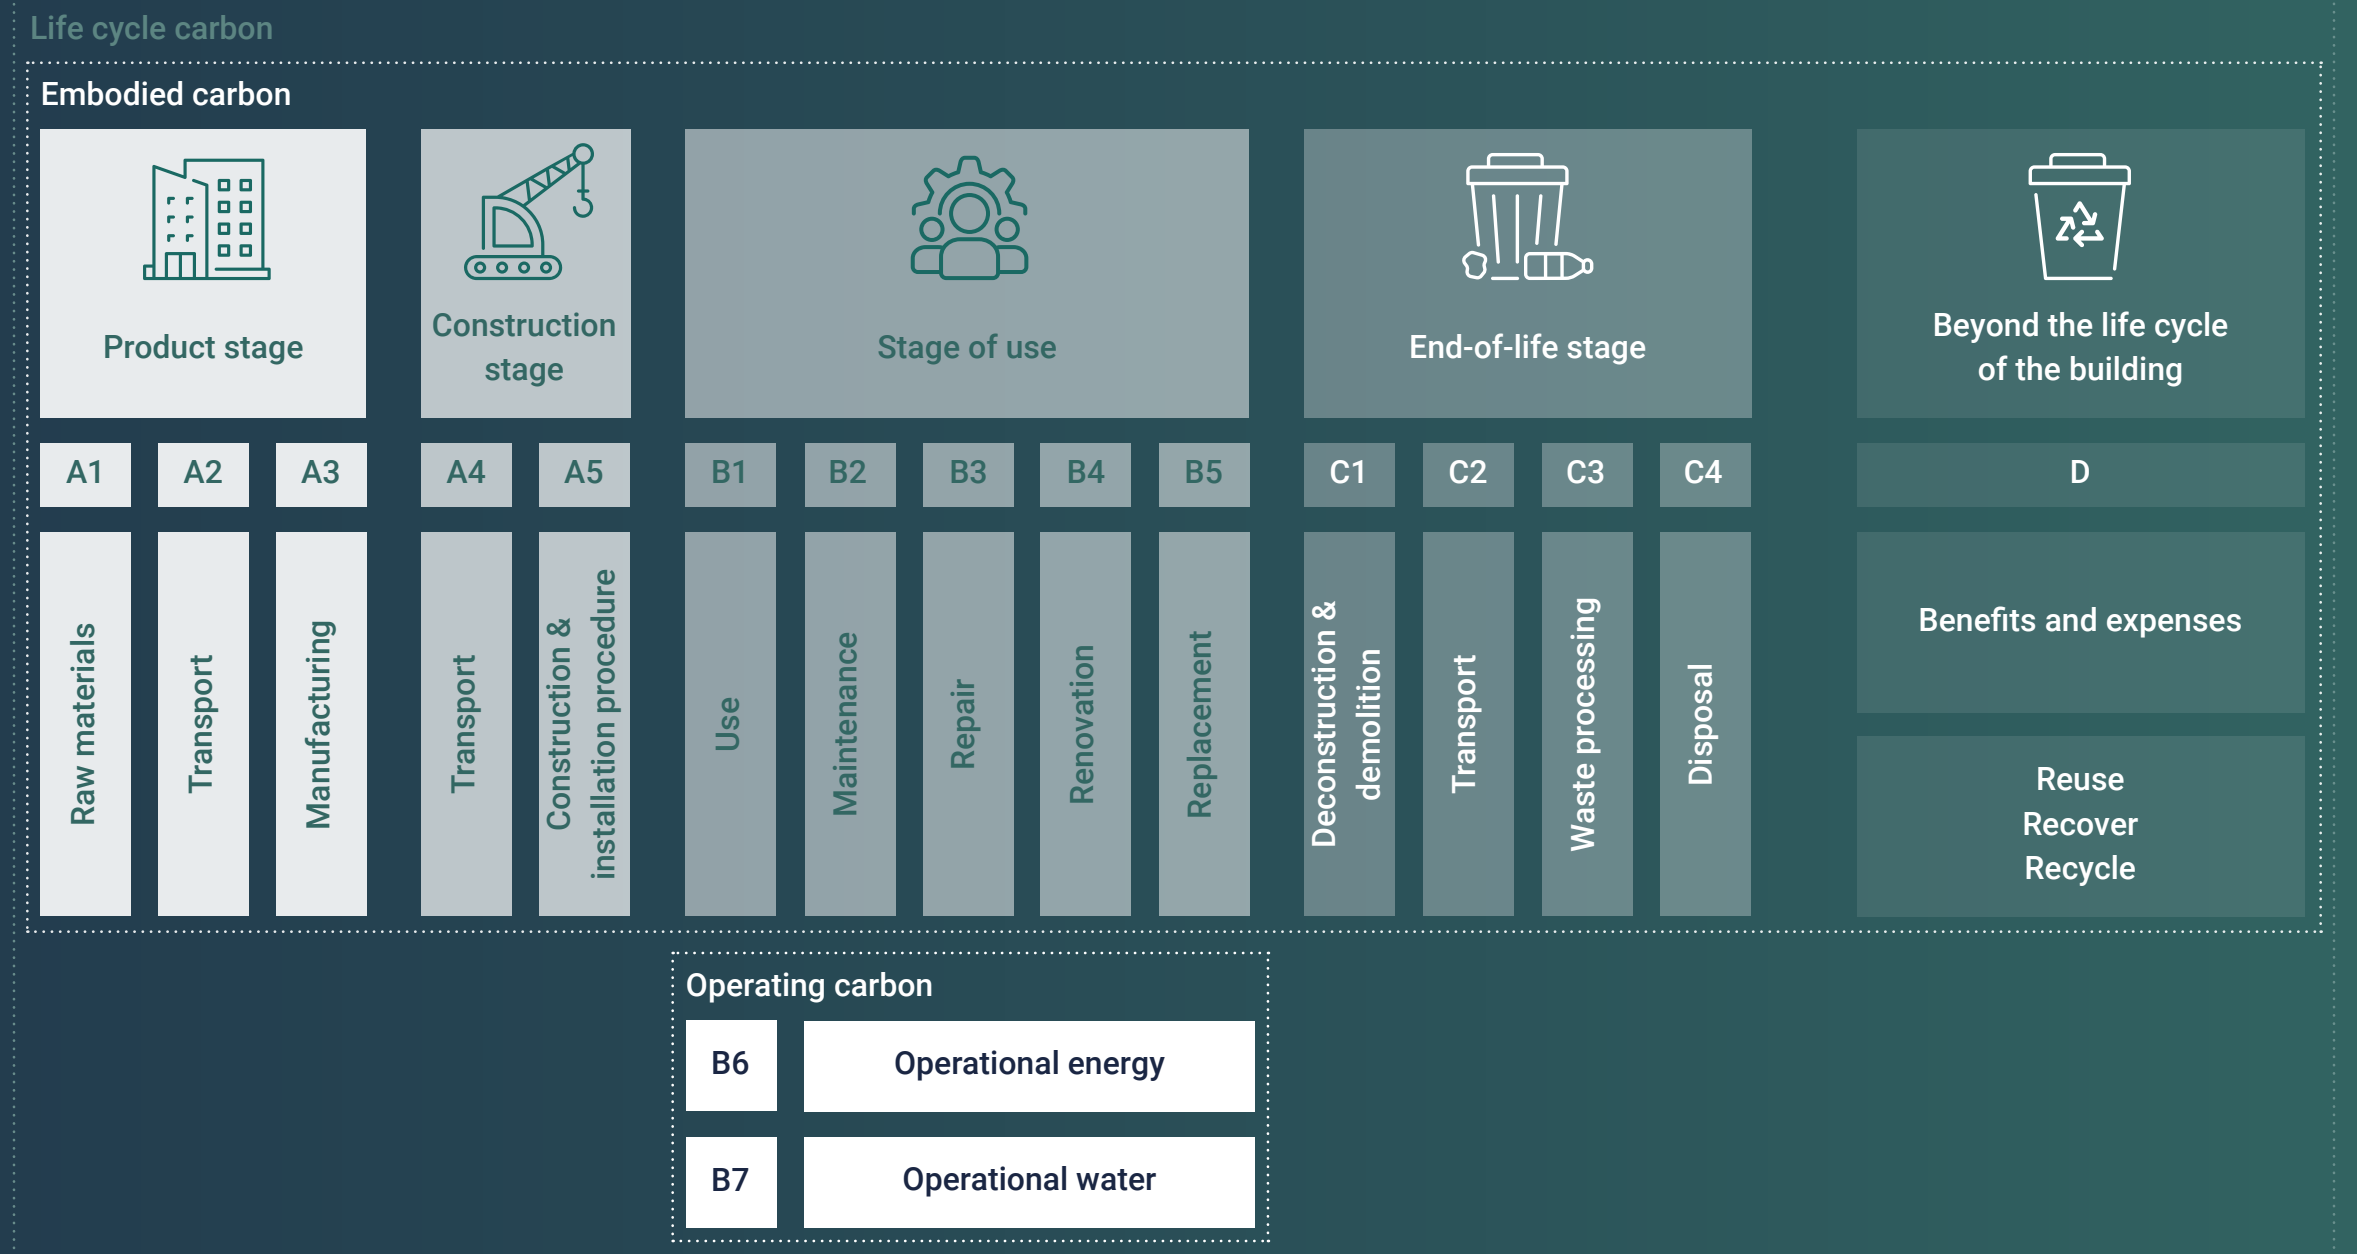 Life cycle carbon
Embodied carbon
Product stage
Construction
stage
Stage of use
End-of-life stage
Beyond the life cycle
of the building
A1
A2
A3
A4
A5
B1
B2
B3
B4
B5
C1
C2
C3
C4
D
Raw materials
Transport
Manufacturing
Transport
Construction &
installation procedure
Use
Maintenance
Repair
Renovation
Replacement
Deconstruction &
demolition
Transport
Waste processing
Disposal
Benefits and expenses
Reuse
Recover
Recycle
Operating carbon
B6
Operational energy
B7
Operational water